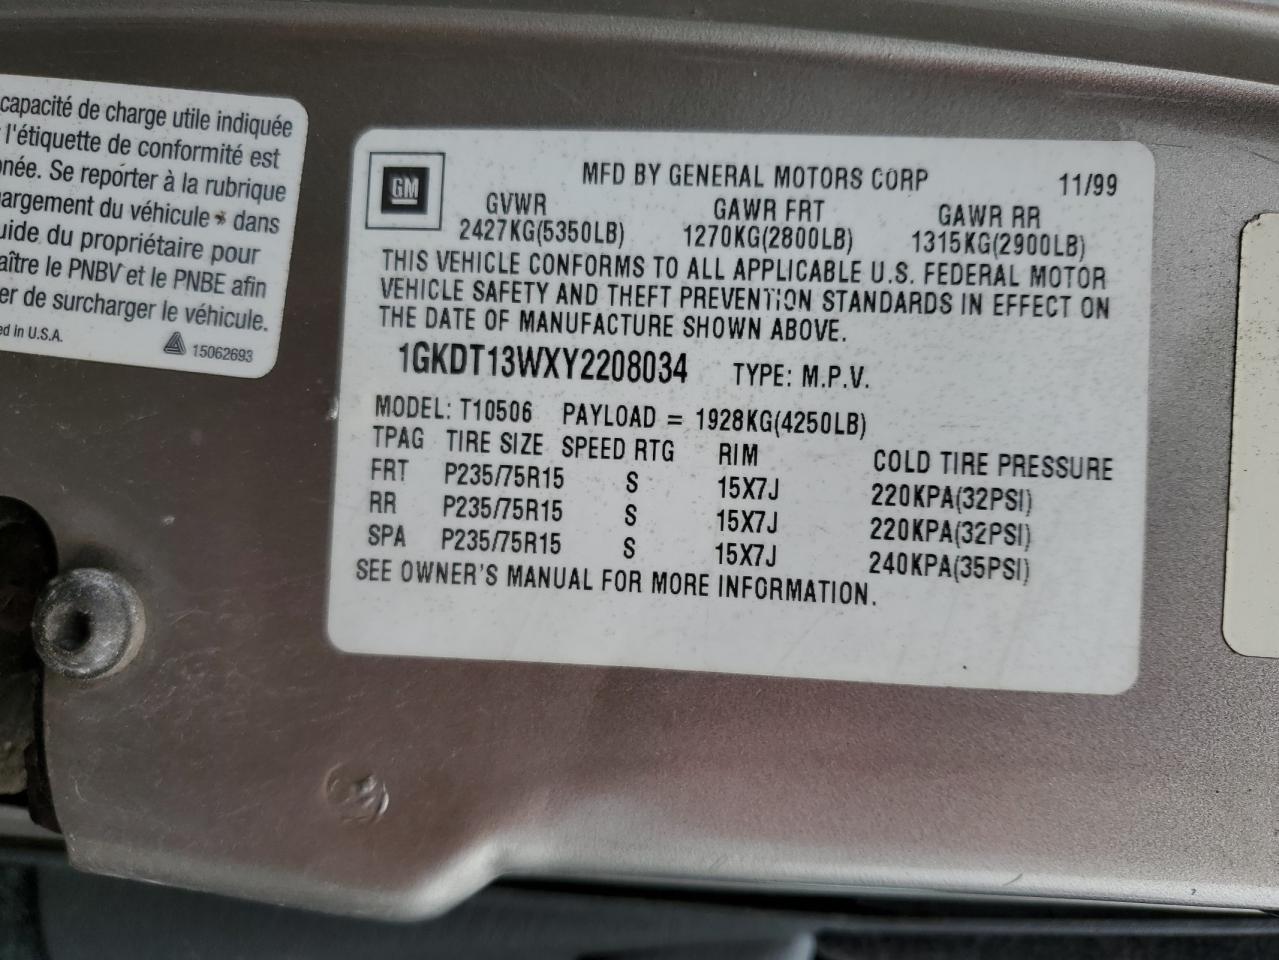 capacité de charge utile indiquée
l'étiquette de conformité est
née. Se repórter à la rubrique
argement du véhicule » dans
uide du propriétaire pour
aître le PNBV et le PNBE afin
er de surcharger le véhicule.
ed in U.S.A.
15062693
GM
MFD BY GENERAL MOTORS CORP 11/99
GVWR GAWR FRT GAWR RR
2427KG(5350LB) 1270KG(2800LB) 1315KG(2900LB)
THIS VEHICLE CONFORMS TO ALL APPLICABLE U.S. FEDERAL MOTOR
VEHICLE SAFETY AND THEFT PREVENTION STANDARDS IN EFFECT ON
THE DATE OF MANUFACTURE SHOWN ABOVE.
1GKDT13WXY2208034 TYPE: M.P.V.
MODEL: T10506 PAYLOAD = 1928KG(4250LB)
TPAG TIRE SIZE SPEED RTG RIM COLD TIRE PRESSURE
FRT P235/75R15 S 15X7J 220KPA(32PSI)
RR P235/75R15 S 15X7J 220KPA(32PSI)
SPA P235/75R15 S 15X7J 240KPA(35PSI)
SEE OWNER'S MANUAL FOR MORE INFORMATION.